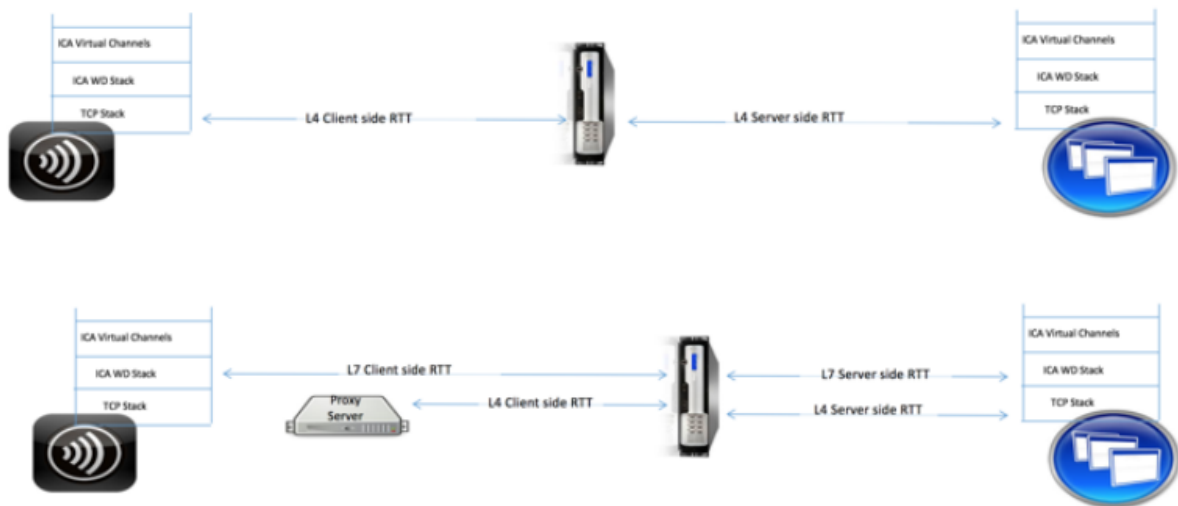 ICA Virtual Channels
ICA WD Stack
TCP Stack
L4 Client side RTT
L4 Server side RTT
ICA Virtual Channels
ICA WD Stack
TCP Stack
ICA Virtual Channels
ICA WD Stack
TCP Stack
L7 Client side RTT
L4 Client side RTT
Proxy
Server
L7 Server side RTT
L4 Server side RTT
ICA Virtual Channels
ICA WD Stack
TCP Stack